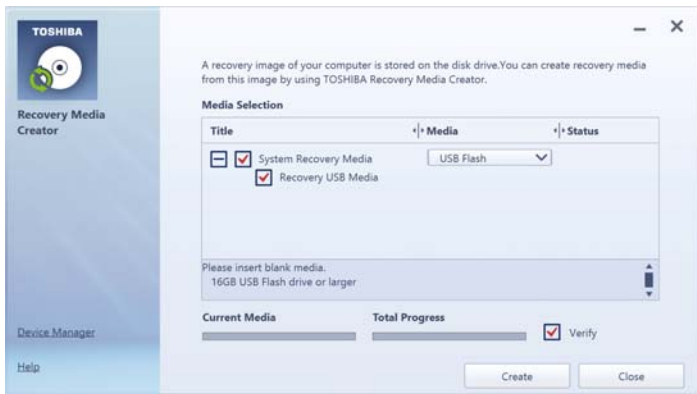 TOSHIBA
Recovery Media
Creator
A recovery image of your computer is stored on the disk drive.You can create recovery media
from this image by using TOSHIBA Recovery Media Creator.
Media Selection
Title Media Status
System Recovery Media USB Flash
Recovery USB Media
Please insert blank media.
16GB USB Flash drive or larger
Current Media Total Progress
Verify
Device Manager
Help
Create Close